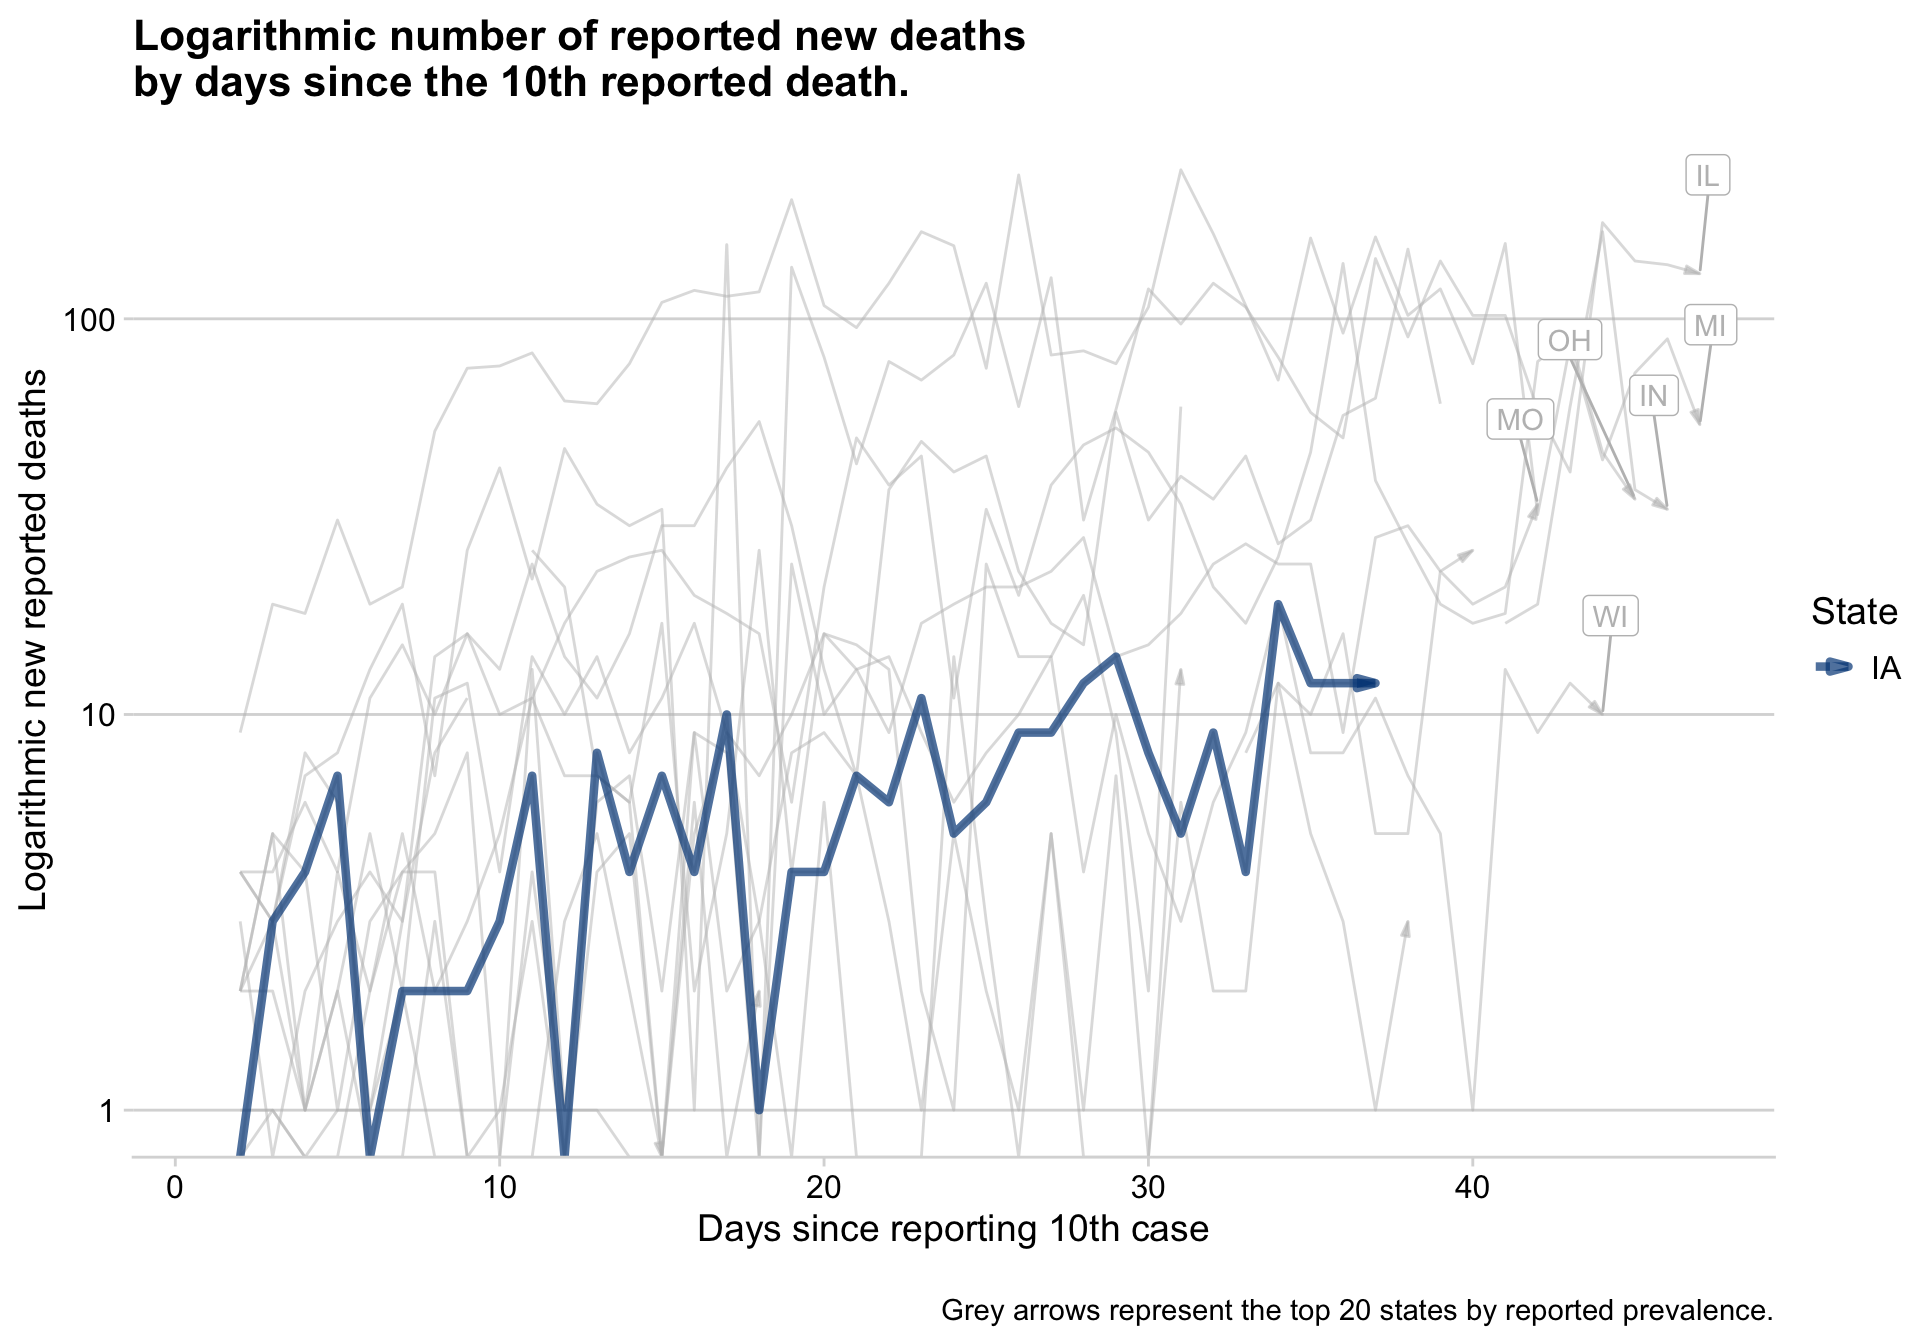 Logarithmic number of reported new deaths
by days since the 10th reported death.
Logarithmic new reported deaths
100
10
1
IL
MI
OH
IN
MO
WI
State
IA
0
10
20
30
40
Days since reporting 10th case
Grey arrows represent the top 20 states by reported prevalence.